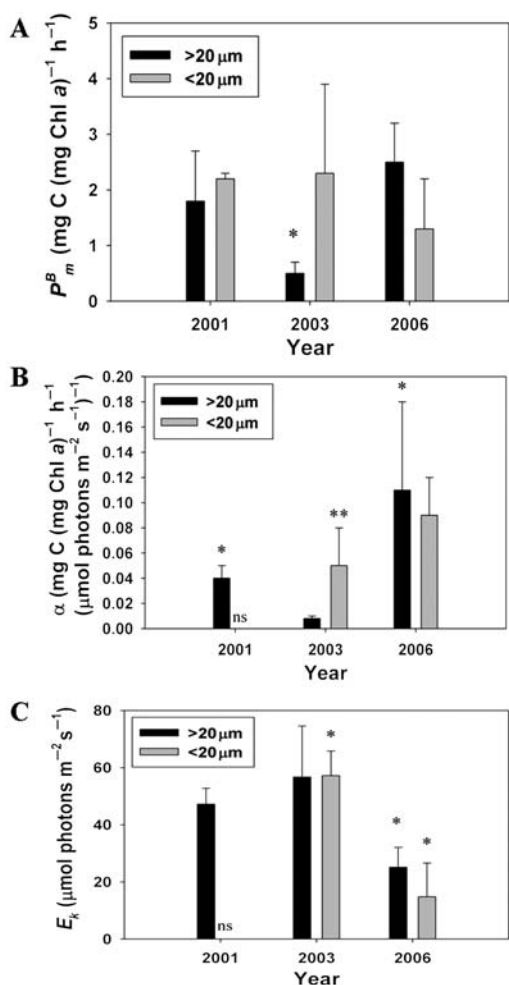 A
P^B_m (mg C (mg Chl a)⁻¹ h⁻¹)
5
4
3
2
1
0
>20 µm
<20 µm
*
2001
2003
2006
Year
B
α (mg C (mg Chl a)⁻¹ h⁻¹
(µmol photons m⁻² s⁻¹)⁻¹)
0.20
0.18
0.16
0.14
0.12
0.10
0.08
0.06
0.04
0.02
0.00
>20 µm
<20 µm
*
ns
**
*
2001
2003
2006
Year
C
E_k (µmol photons m⁻² s⁻¹)
80
60
40
20
0
>20 µm
<20 µm
ns
*
*
*
2001
2003
2006
Year